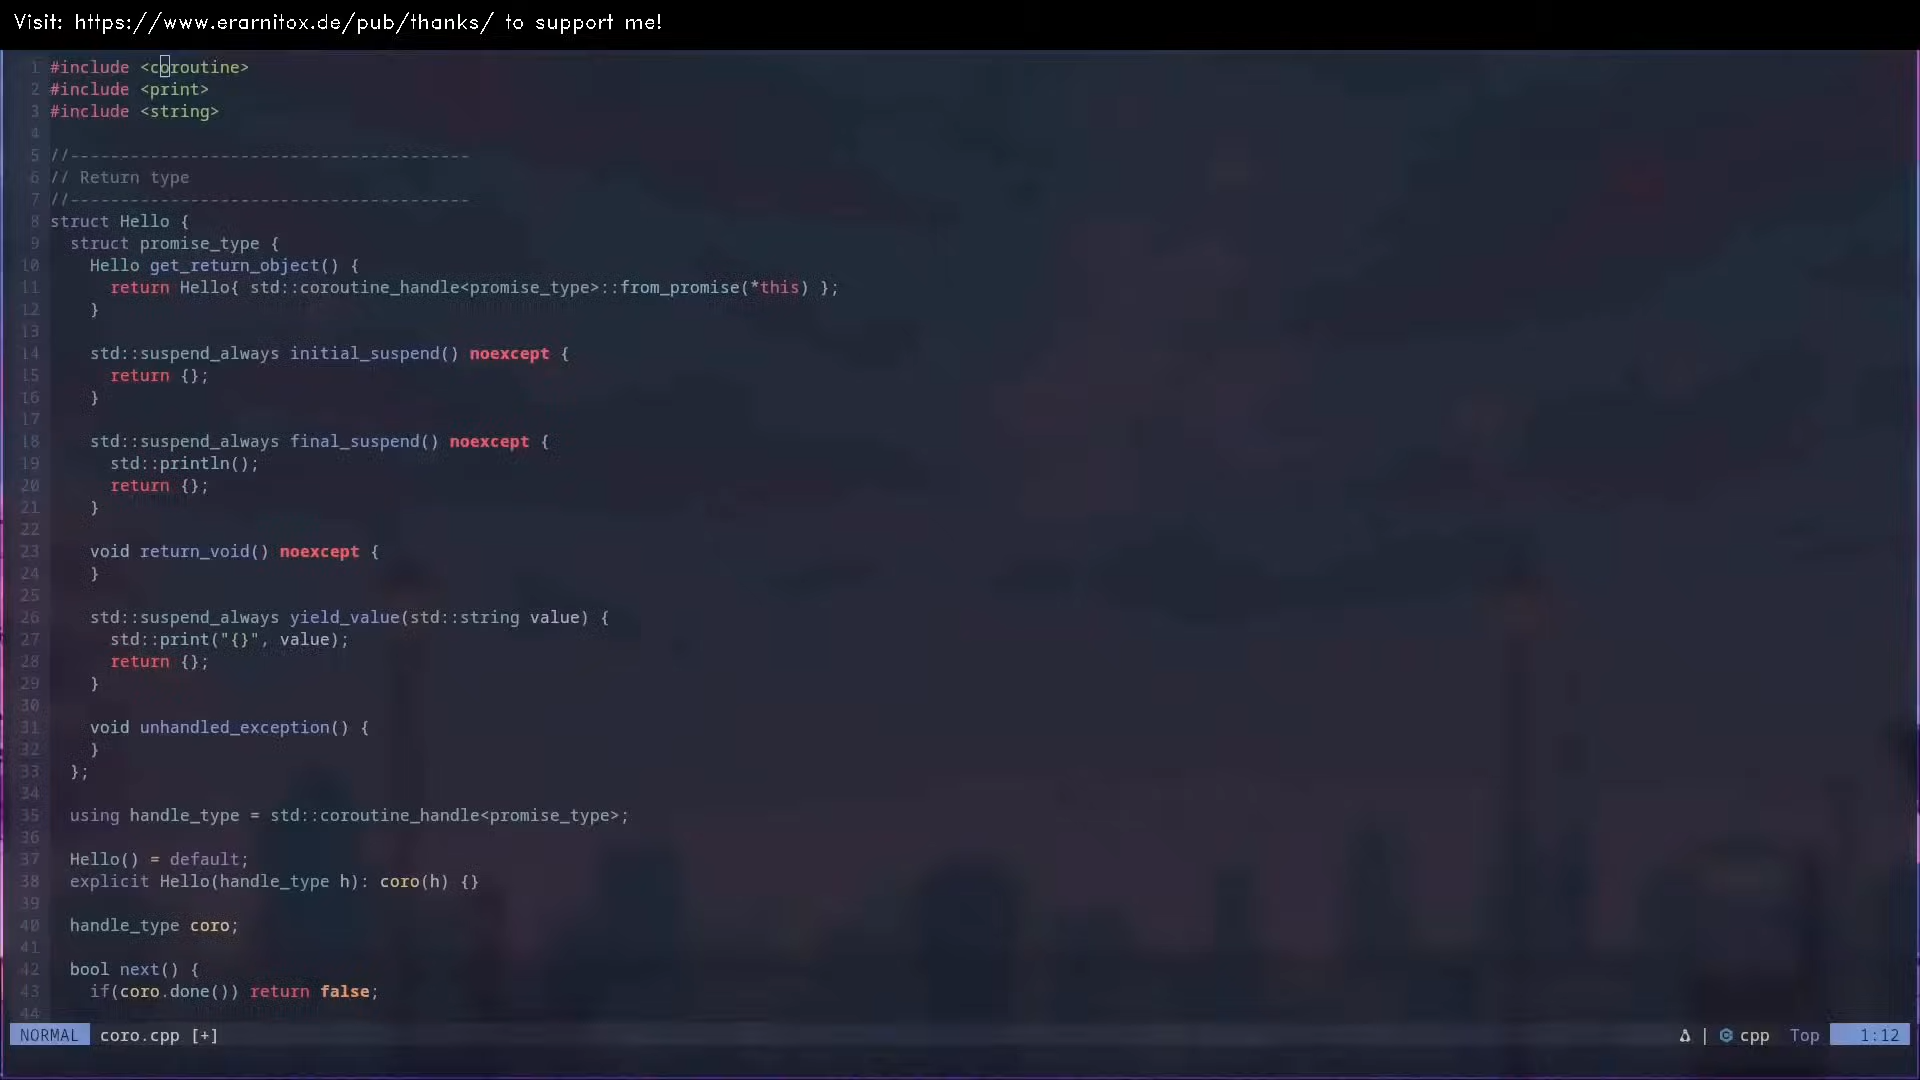 Visit: https://www.erarnitox.de/pub/thanks/ to support me!
1 #include <coroutine>
2 #include <print>
3 #include <string>
4
5 //----------------------------------------
6 // Return type
7 //----------------------------------------
8 struct Hello {
9   struct promise_type {
10     Hello get_return_object() {
11       return Hello{ std::coroutine_handle<promise_type>::from_promise(*this) };
12     }
13
14     std::suspend_always initial_suspend() noexcept {
15       return {};
16     }
17
18     std::suspend_always final_suspend() noexcept {
19       std::println();
20       return {};
21     }
22
23     void return_void() noexcept {
24     }
25
26     std::suspend_always yield_value(std::string value) {
27       std::print("{}", value);
28       return {};
29     }
30
31     void unhandled_exception() {
32     }
33   };
34
35   using handle_type = std::coroutine_handle<promise_type>;
36
37   Hello() = default;
38   explicit Hello(handle_type h): coro(h) {}
39
40   handle_type coro;
41
42   bool next() {
43     if(coro.done()) return false;
44
NORMAL coro.cpp [+] | cpp Top 1:12